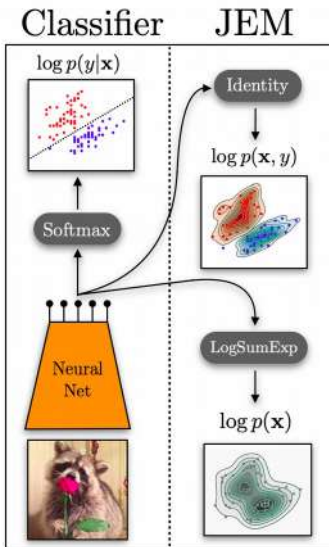 Classifier
JEM
log p(y|x)
Identity
log p(x, y)
Softmax
LogSumExp
Neural
Net
log p(x)